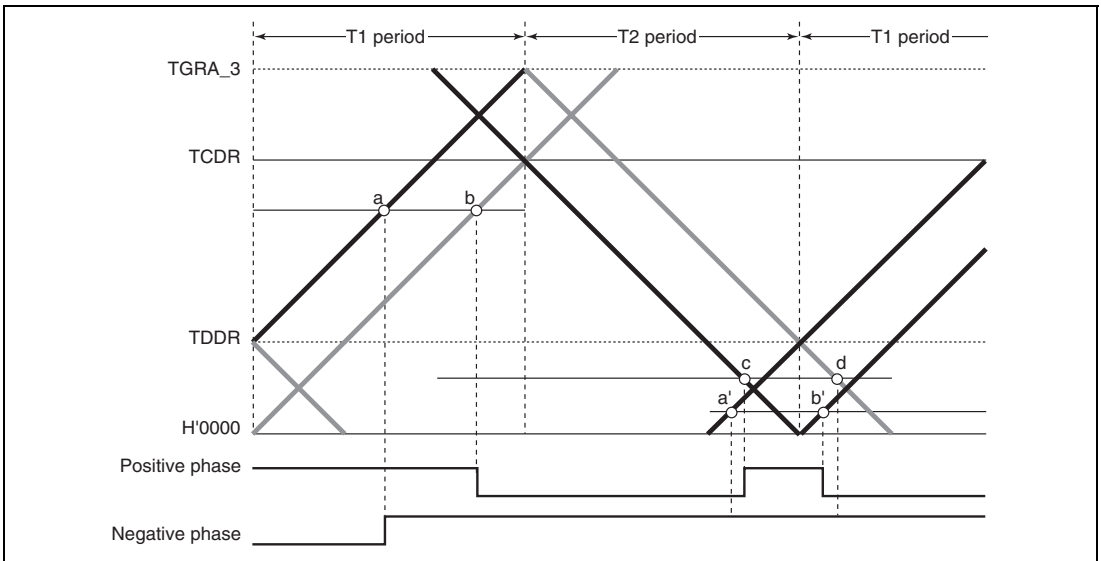 T1 period T2 period T1 period
TGRA_3
TCDR
a b
TDDR
c d
a' b'
H'0000
Positive phase
Negative phase